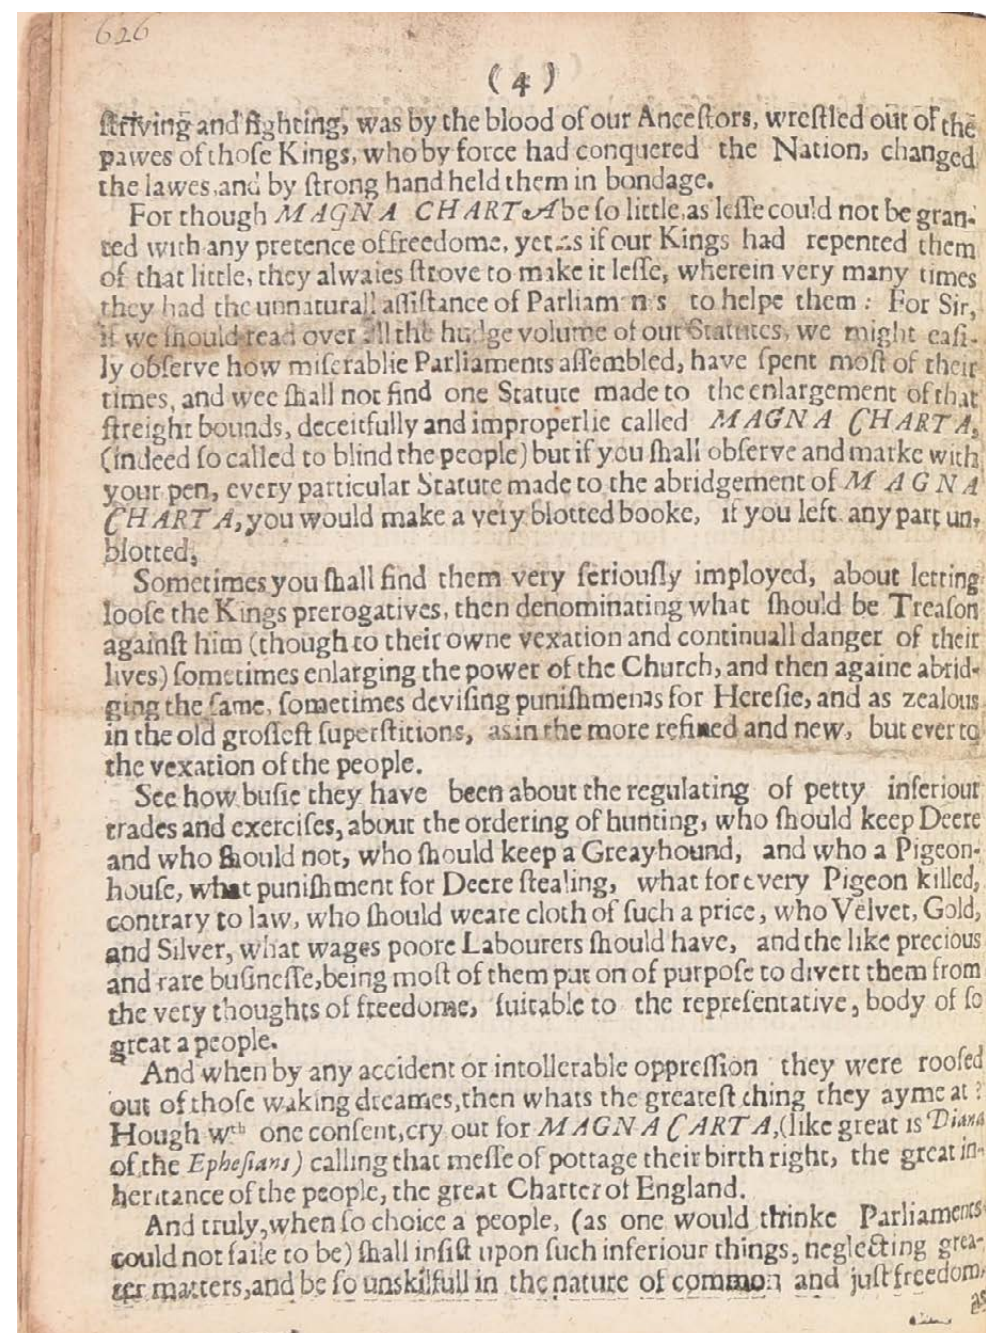 626
(4)
ſtriving and fighting, was by the blood of our Anceſtors, wreſtled out of the
pawes of thoſe Kings, who by force had conquered the Nation, changed
the lawes, and by ſtrong hand held them in bondage.
For though MAGNA CHARTA be ſo little, as leſſe could not be gran-
ted with any pretence of freedome, yet as if our Kings had repented them
of that little, they alwaies ſtrove to make it leſſe, wherein very many times
they had the unnaturall aſſiſtance of Parliam n s to helpe them: For Sir,
if we ſhould read over all the hudge volume of our Statutes, we might eaſi-
ly obſerve how miſerablie Parliaments aſſembled, have ſpent moſt of their
times, and wee ſhall not find one Statute made to the enlargement of that
ſtreight bounds, deceitfully and improperlie called MAGNA CHARTA,
(indeed ſo called to blind the people) but if you ſhall obſerve and marke with
your pen, every particular Statute made to the abridgement of MAGNA
CHARTA, you would make a very blotted booke, if you left any part un,
blotted,
Sometimes you ſhall find them very ſeriouſly imployed, about letting
looſe the Kings prerogatives, then denominating what ſhould be Treaſon
againſt him (though to their owne vexation and continuall danger of their
lives) ſometimes enlarging the power of the Church, and then againe abrid-
ging the ſame, ſometimes deviſing puniſhments for Hereſie, and as zealous
in the old groſſeſt ſuperſtitions, as in the more refined and new, but ever to
the vexation of the people.
See how buſie they have been about the regulating of petty inferiour
trades and exerciſes, about the ordering of hunting, who ſhould keep Deere
and who ſhould not, who ſhould keep a Greayhound, and who a Pigeon-
houſe, what puniſhment for Deere ſtealing, what for every Pigeon killed,
contrary to law, who ſhould weare cloth of ſuch a price, who Velvet, Gold,
and Silver, what wages poore Labourers ſhould have, and the like precious
and rare buſineſſe, being moſt of them put on of purpoſe to divert them from
the very thoughts of freedome, ſuitable to the repreſentative, body of ſo
great a people.
And when by any accident or intollerable oppreſſion they were rooſed
out of thoſe waking dreames, then whats the greateſt thing they ayme at?
Hough wth one conſent, cry out for MAGNA CARTA, (like great is Diana
of the Epheſians) calling that meſſe of pottage their birth right, the great in-
heritance of the people, the great Charter of England.
And truly, when ſo choice a people, (as one would thinke Parliaments
could not faile to be) ſhall inſiſt upon ſuch inferiour things, neglecting grea-
ter matters, and be ſo unskilfull in the nature of common and juſt freedom,
as